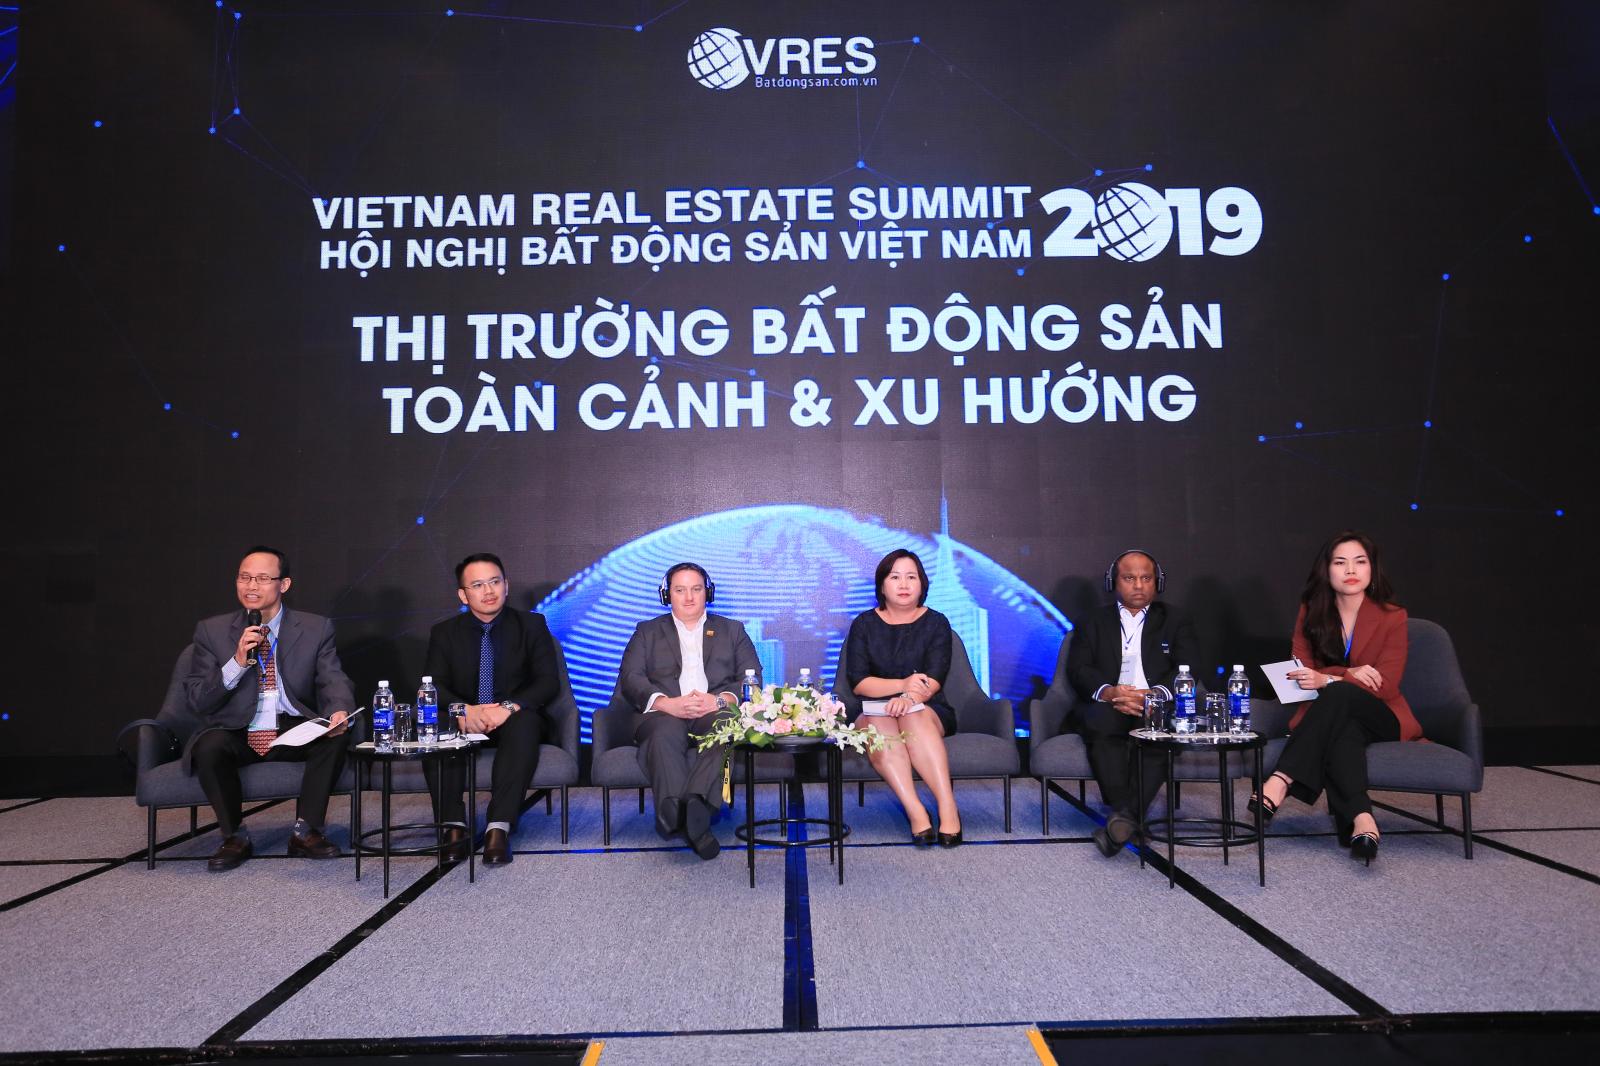 VRES
Batdongsan.com.vn
VIETNAM REAL ESTATE SUMMIT 2019
HỘI NGHỊ BẤT ĐỘNG SẢN VIỆT NAM
THỊ TRƯỜNG BẤT ĐỘNG SẢN
TOÀN CẢNH & XU HƯỚNG